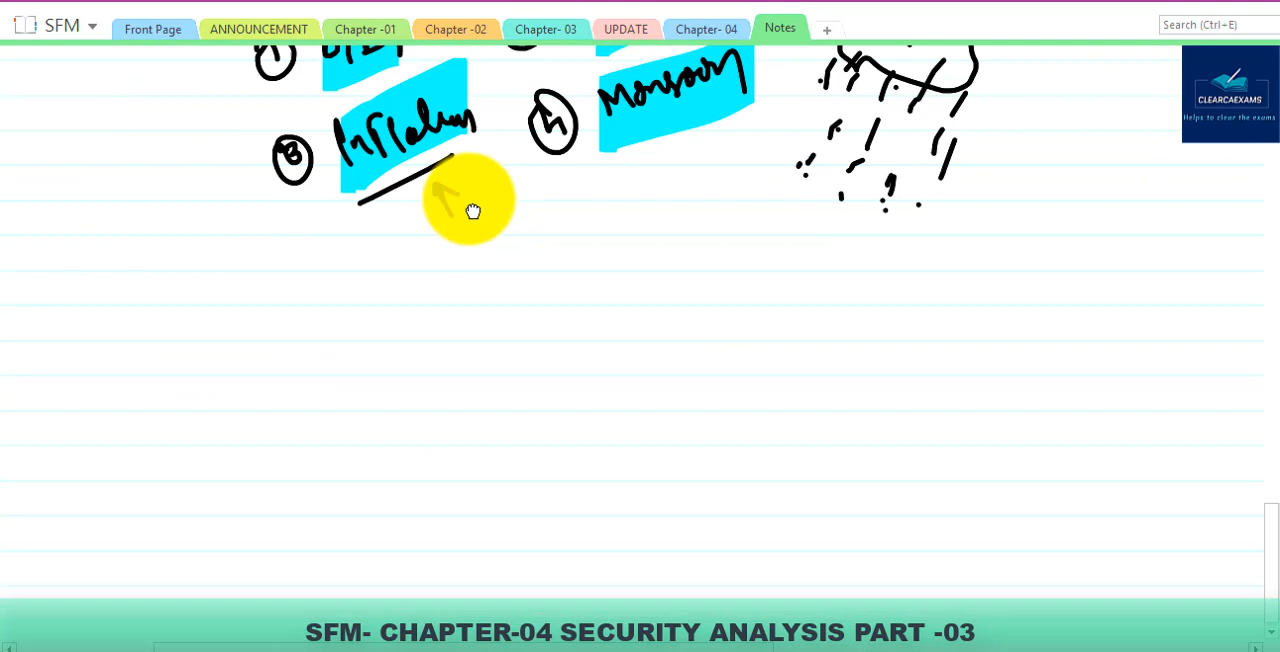 SFM
Front Page
ANNOUNCEMENT
Chapter -01
Chapter -02
Chapter- 03
UPDATE
Chapter- 04
Notes
+
Search (Ctrl+E)
CLEARCAEXAMS
Helps to clear the exams
Monsoon
4
3 Inflation
SFM- CHAPTER-04 SECURITY ANALYSIS PART -03